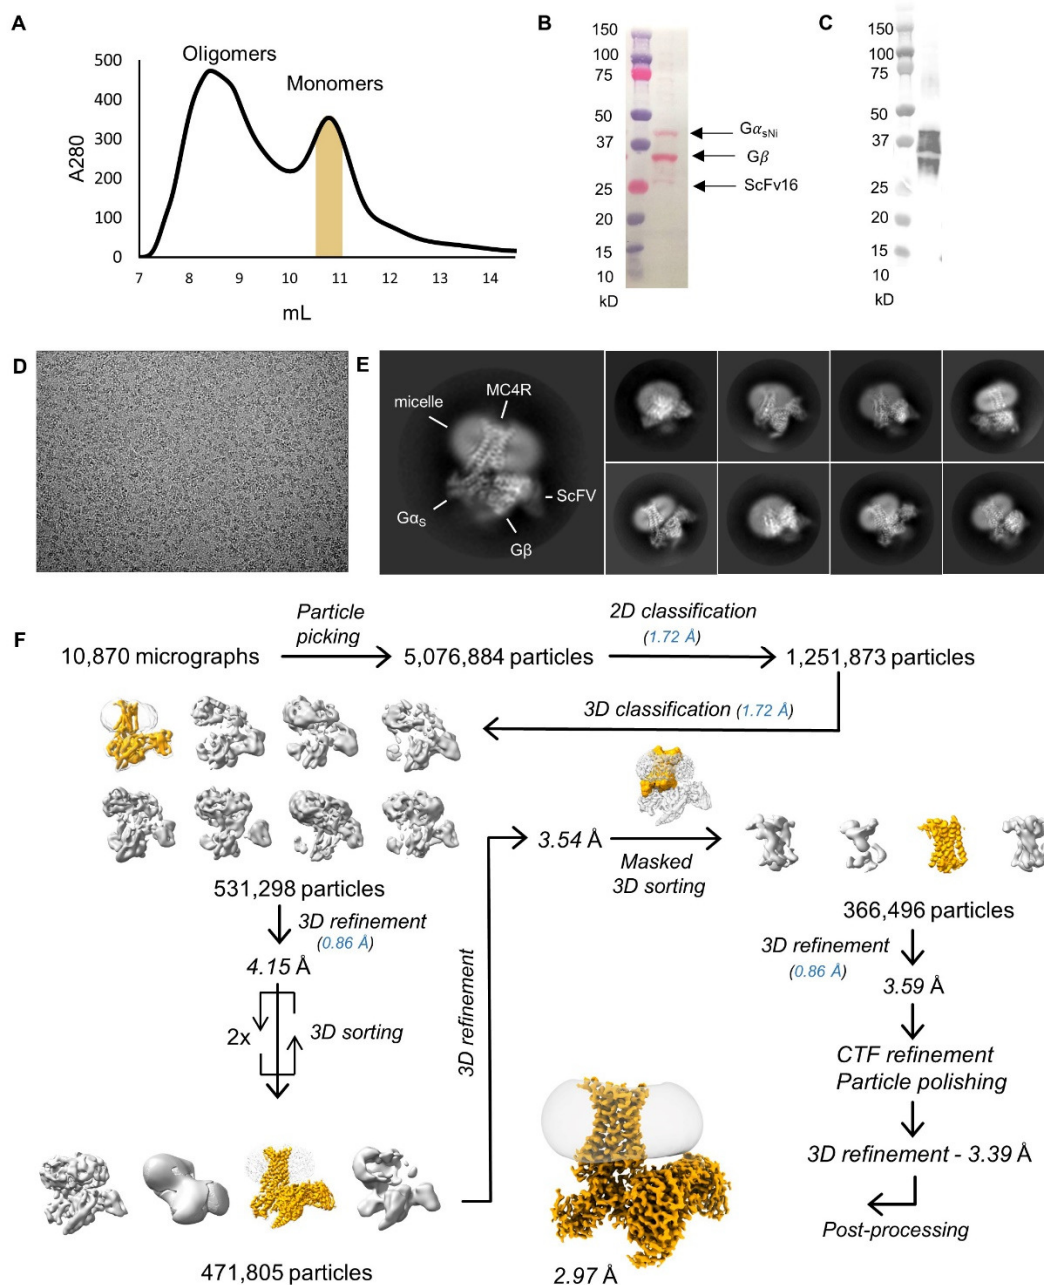 A
Oligomers
Monomers
500
400
300
200
100
0
A280
7 8 9 10 11 12 13 14
mL
B
150
100
75
50
37
25
20
15
10
kD
Gα_sNi
Gβ
ScFv16
C
150
100
75
50
37
25
20
15
10
kD
D
E
micelle
MC4R
ScFV
Gα_S
Gβ
F
10,870 micrographs
Particle
picking
5,076,884 particles
2D classification
(1.72 Å)
1,251,873 particles
3D classification (1.72 Å)
531,298 particles
3D refinement
(0.86 Å)
4.15 Å
2x
3D sorting
471,805 particles
3D refinement
3.54 Å
Masked
3D sorting
366,496 particles
3D refinement
(0.86 Å)
3.59 Å
CTF refinement
Particle polishing
3D refinement - 3.39 Å
Post-processing
2.97 Å